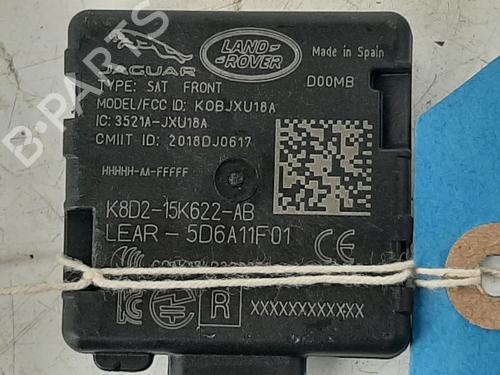 JAGUAR
LAND-
ROVER
Made in Spain
TYPE: SAT FRONT
D00MB
MODEL/FCC ID: K0BJXU18A
IC: 3521A-JXU18A
CMIIT ID: 2018DJ0617
HHHHH-AA-FFFFF
K8D2-15K622-AB
LEAR-5D6A11F01
CE
R
XXXXXXXXXXXX